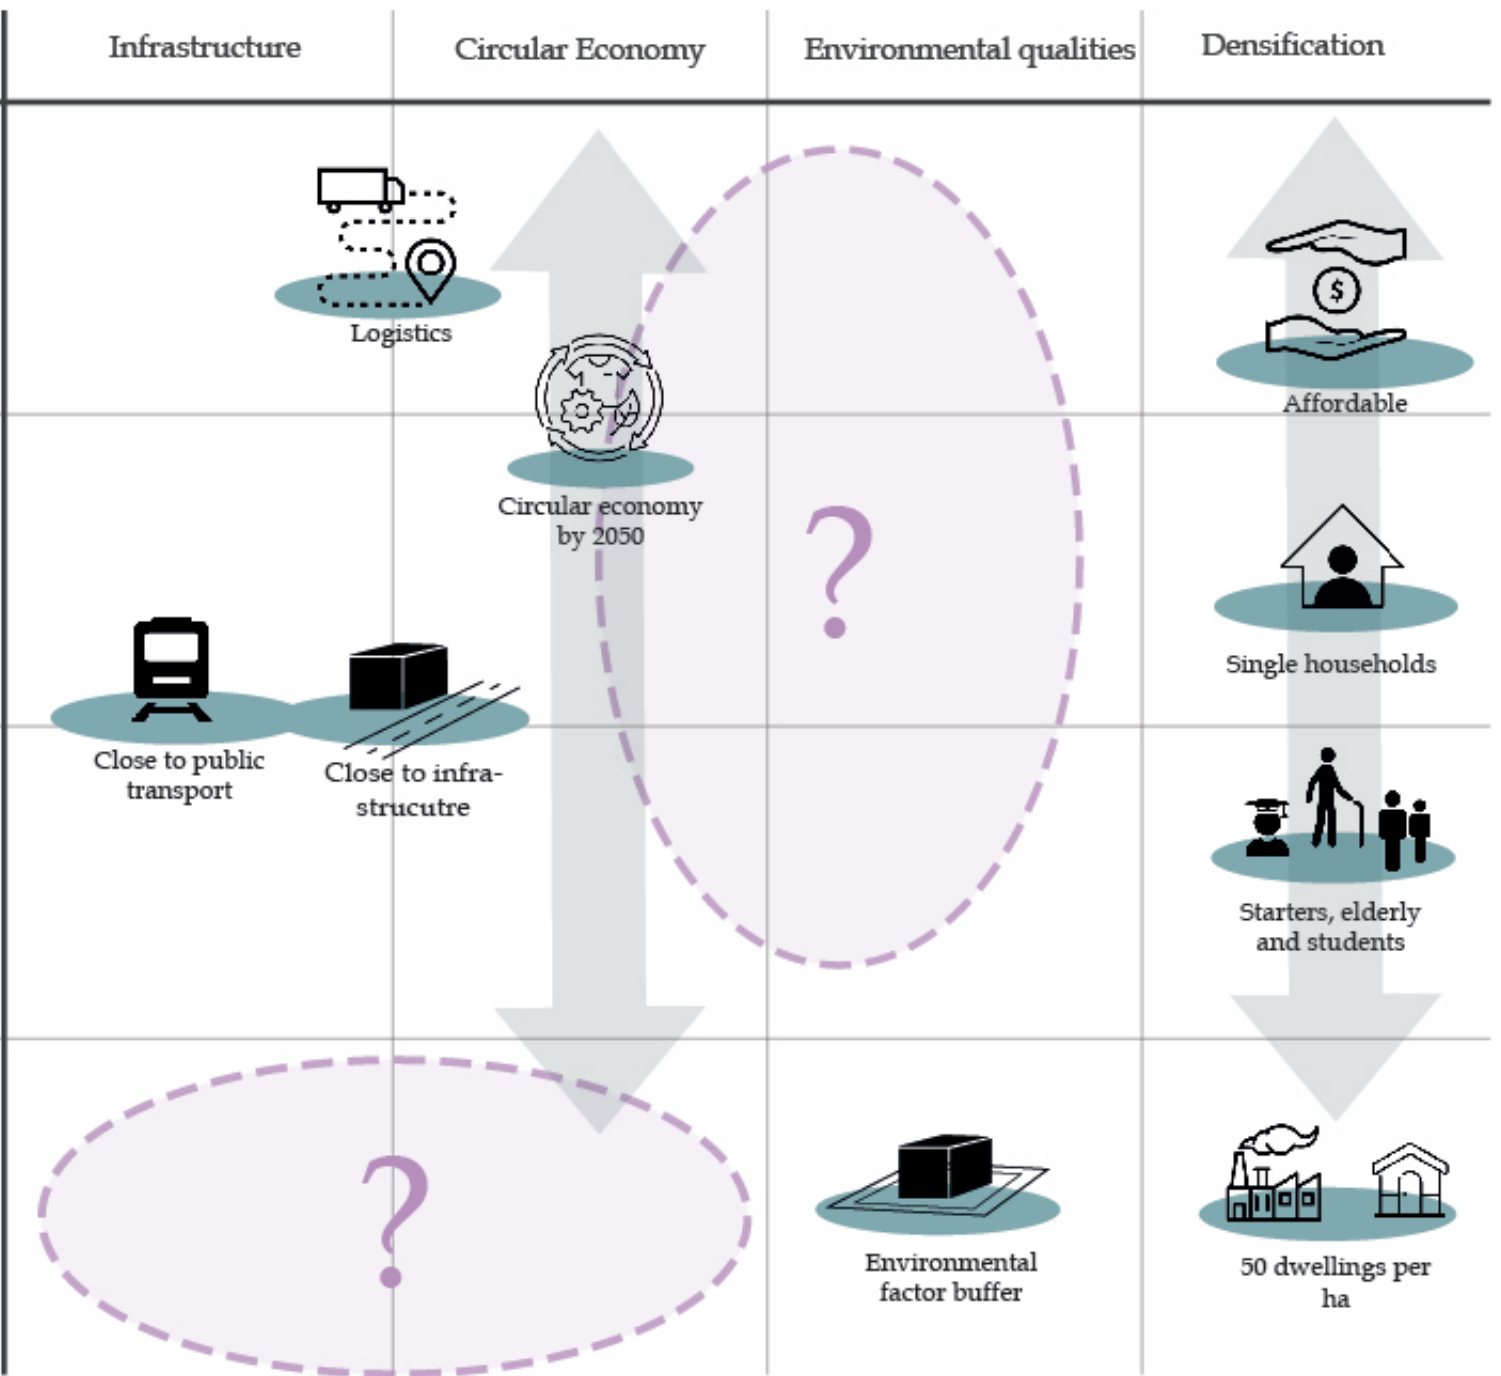 Infrastructure
Circular Economy
Environmental qualities
Densification
Logistics
$
Affordable
Circular economy
by 2050
?
Single households
Close to public
transport
Close to infra-
strucutre
Starters, elderly
and students
?
Environmental
factor buffer
50 dwellings per
ha